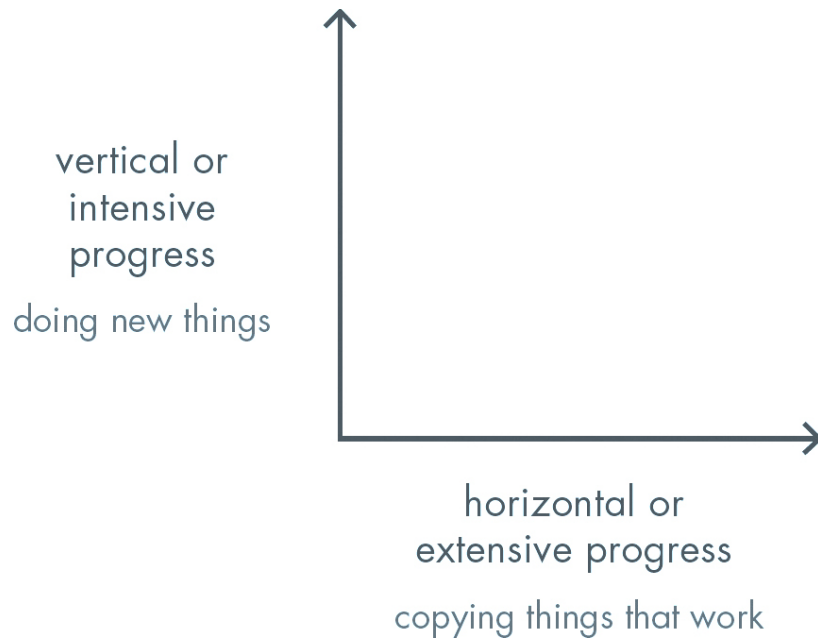 vertical or
intensive
progress
doing new things
horizontal or
extensive progress
copying things that work